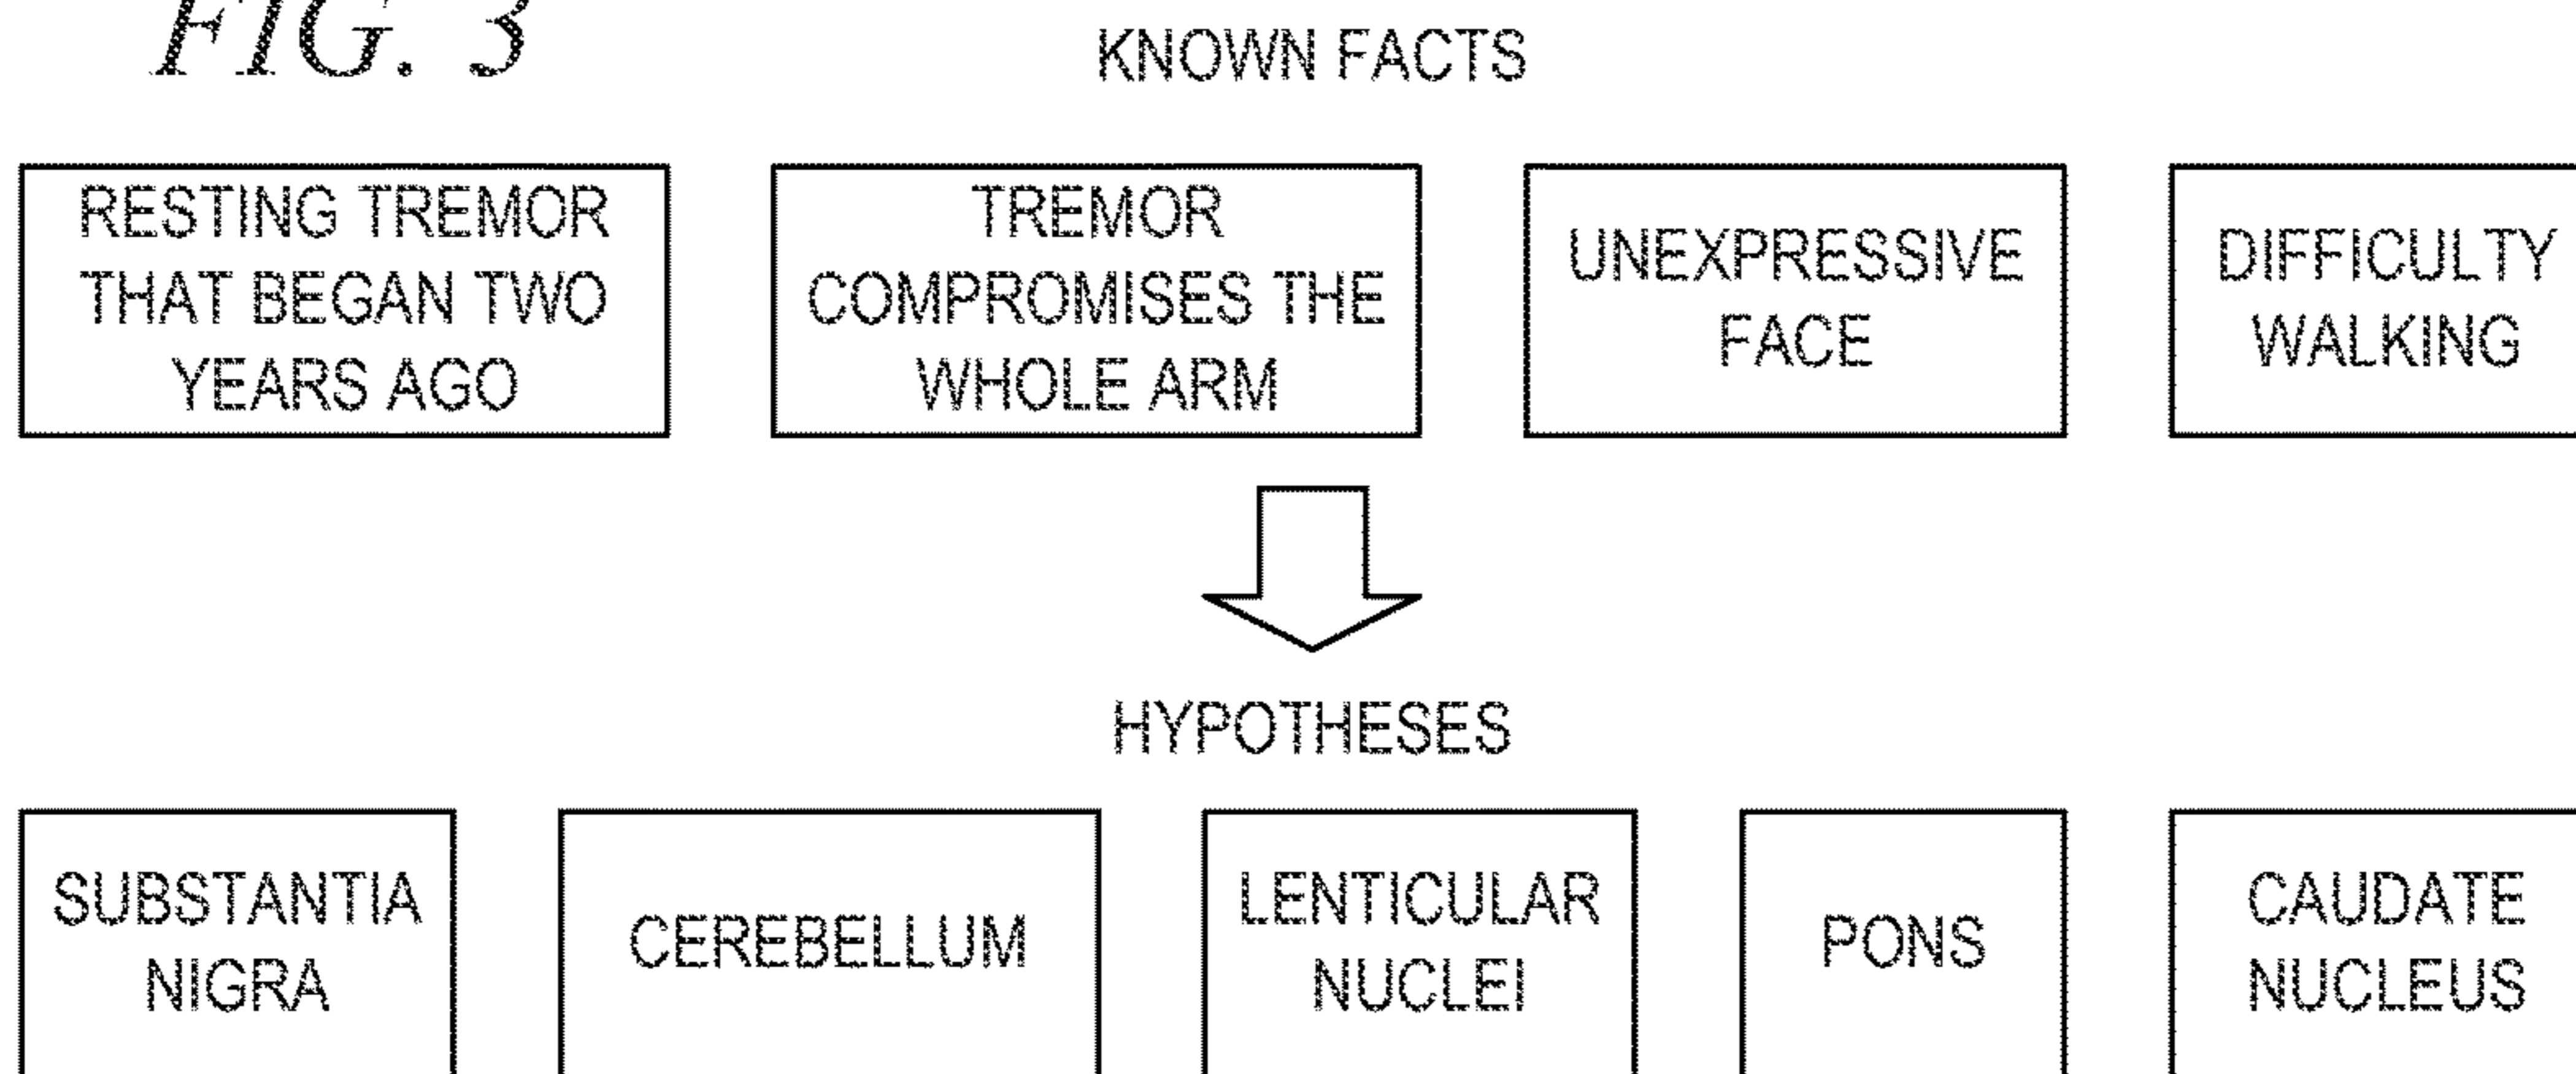 FIG. 3
KNOWN FACTS
RESTING TREMOR
THAT BEGAN TWO
YEARS AGO
TREMOR
COMPROMISES THE
WHOLE ARM
UNEXPRESSIVE
FACE
DIFFICULTY
WALKING
HYPOTHESES
SUBSTANTIA
NIGRA
CEREBELLUM
LENTICULAR
NUCLEI
PONS
CAUDATE
NUCLEUS